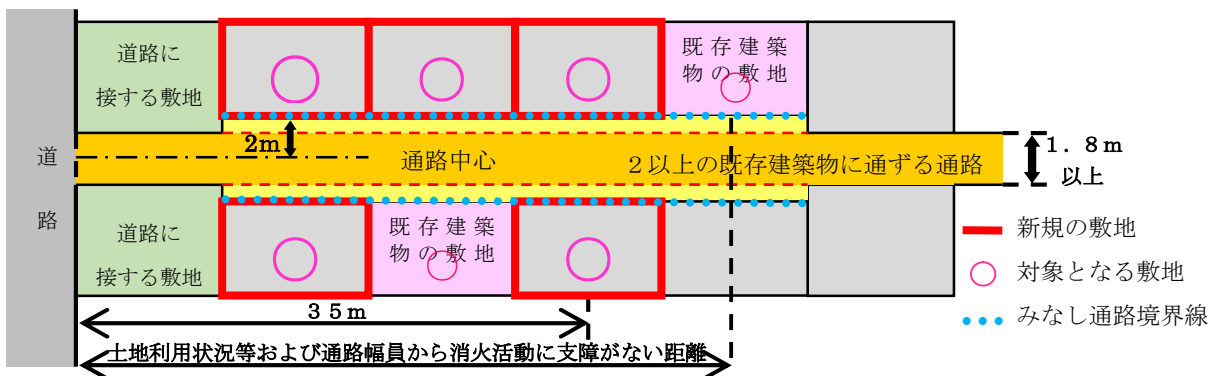 道路に
接する敷地
既存建築
物の敷地
2m
通路中心
２以上の既存建築物に通ずる通路
１．８ｍ
以上
道
路
道路に
接する敷地
既存建築
物の敷地
新規の敷地
対象となる敷地
みなし通路境界線
３５ｍ
土地利用状況等および通路幅員から消火活動に支障がない距離